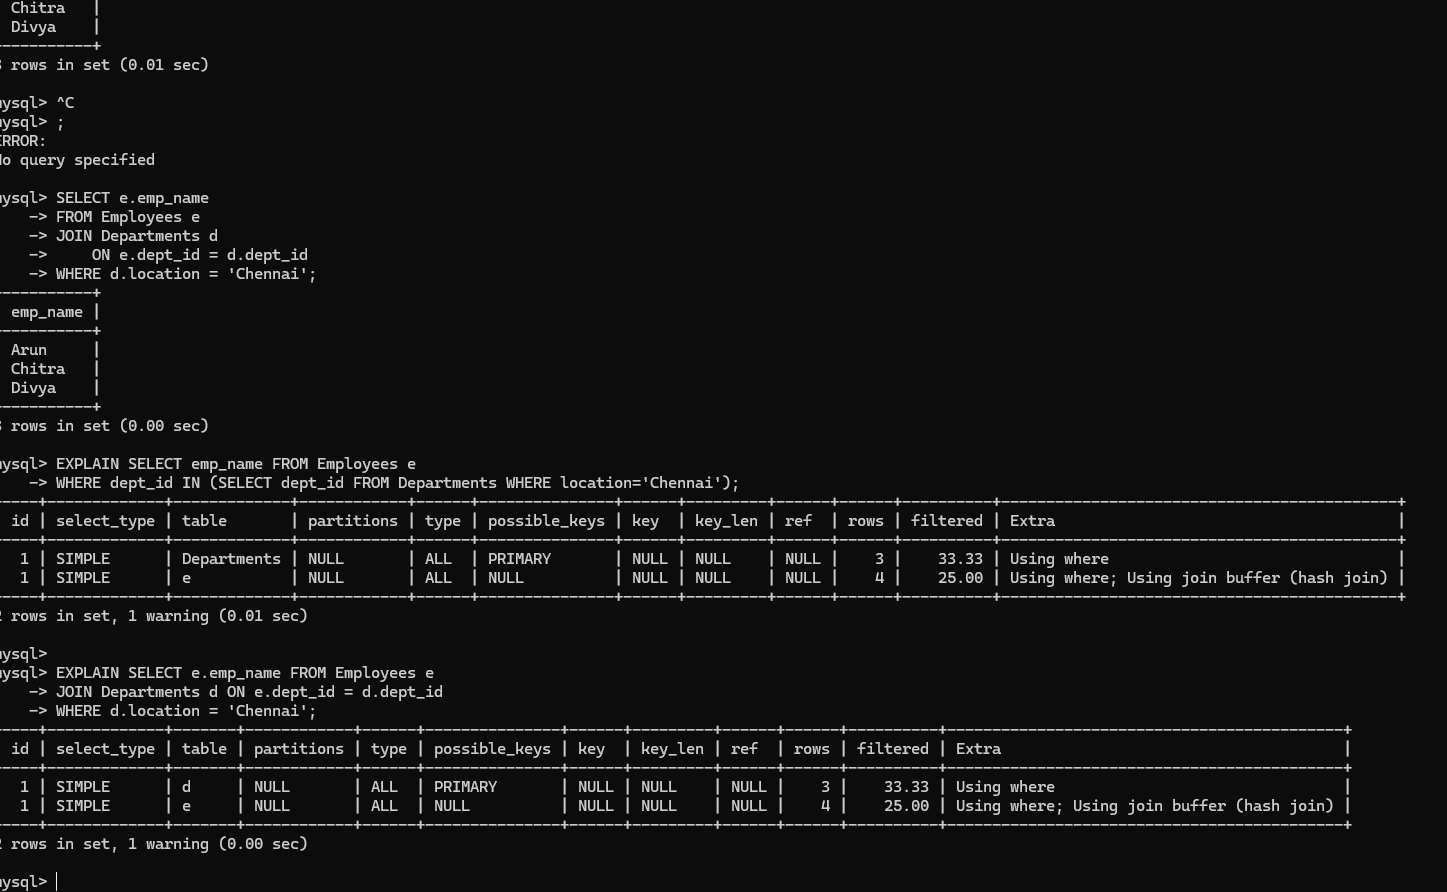 Chitra    |
Divya    |
----------+
rows in set (0.01 sec)
mysql> ^C
mysql> ;
ERROR:
No query specified
mysql> SELECT e.emp_name
    -> FROM Employees e
    -> JOIN Departments d
    ->     ON e.dept_id = d.dept_id
    -> WHERE d.location = 'Chennai';
----------+
emp_name |
----------+
Arun     |
Chitra   |
Divya    |
----------+
rows in set (0.00 sec)
mysql> EXPLAIN SELECT emp_name FROM Employees e
    -> WHERE dept_id IN (SELECT dept_id FROM Departments WHERE location='Chennai');
----+-------------+-------------+------------+------+---------------+------+---------+------+------+----------+--------------------------------------------+
id | select_type | table       | partitions | type | possible_keys | key  | key_len | ref  | rows | filtered | Extra                                      |
----+-------------+-------------+------------+------+---------------+------+---------+------+------+----------+--------------------------------------------+
1 | SIMPLE      | Departments | NULL       | ALL  | PRIMARY       | NULL | NULL    | NULL |    3 |    33.33 | Using where                                |
1 | SIMPLE      | e           | NULL       | ALL  | NULL          | NULL | NULL    | NULL |    4 |    25.00 | Using where; Using join buffer (hash join) |
----+-------------+-------------+------------+------+---------------+------+---------+------+------+----------+--------------------------------------------+
2 rows in set, 1 warning (0.01 sec)
mysql>
mysql> EXPLAIN SELECT e.emp_name FROM Employees e
    -> JOIN Departments d ON e.dept_id = d.dept_id
    -> WHERE d.location = 'Chennai';
----+-------------+-------+------------+------+---------------+------+---------+------+------+----------+--------------------------------------------+
id | select_type | table | partitions | type | possible_keys | key  | key_len | ref  | rows | filtered | Extra                                      |
----+-------------+-------+------------+------+---------------+------+---------+------+------+----------+--------------------------------------------+
1 | SIMPLE      | d     | NULL       | ALL  | PRIMARY       | NULL | NULL    | NULL |    3 |    33.33 | Using where                                |
1 | SIMPLE      | e     | NULL       | ALL  | NULL          | NULL | NULL    | NULL |    4 |    25.00 | Using where; Using join buffer (hash join) |
----+-------------+-------+------------+------+---------------+------+---------+------+------+----------+--------------------------------------------+
2 rows in set, 1 warning (0.00 sec)
mysql>